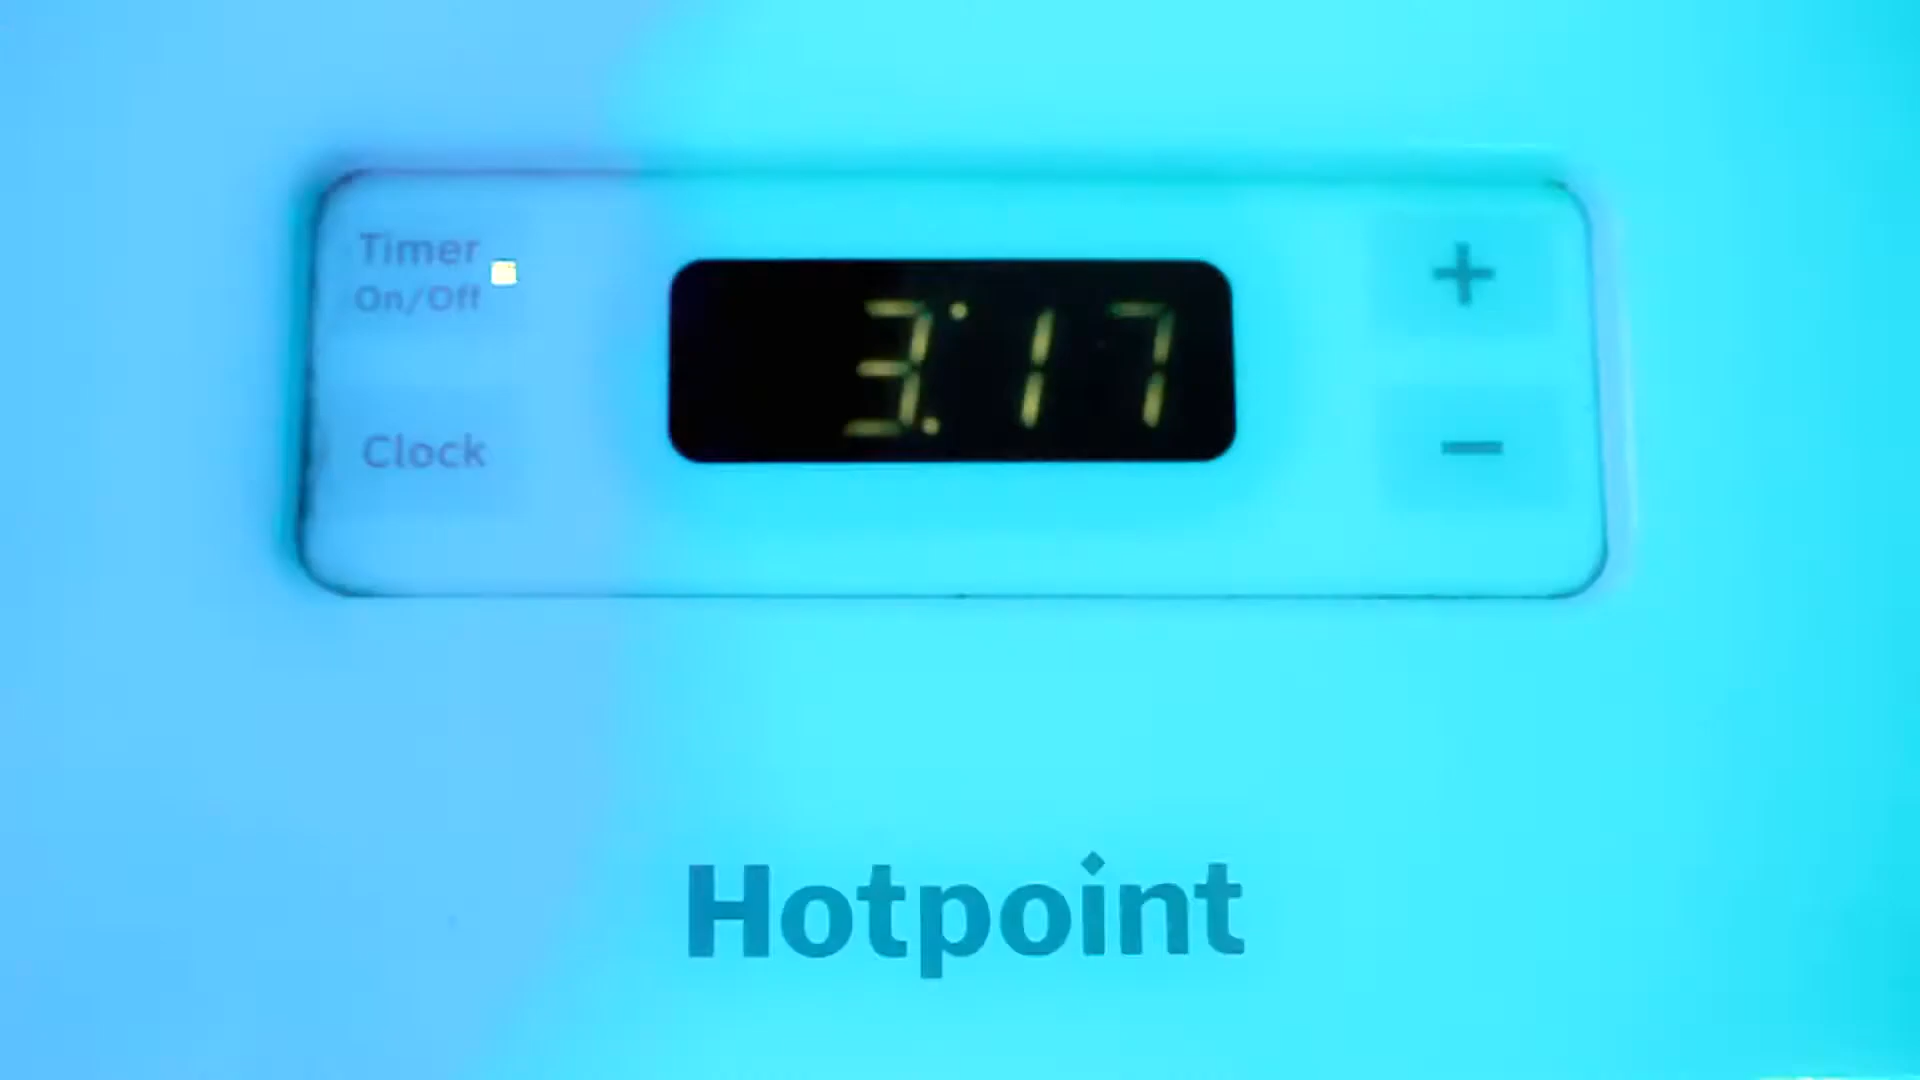 Timer
On/Off
Clock
3:17
+
−
Hotpoint